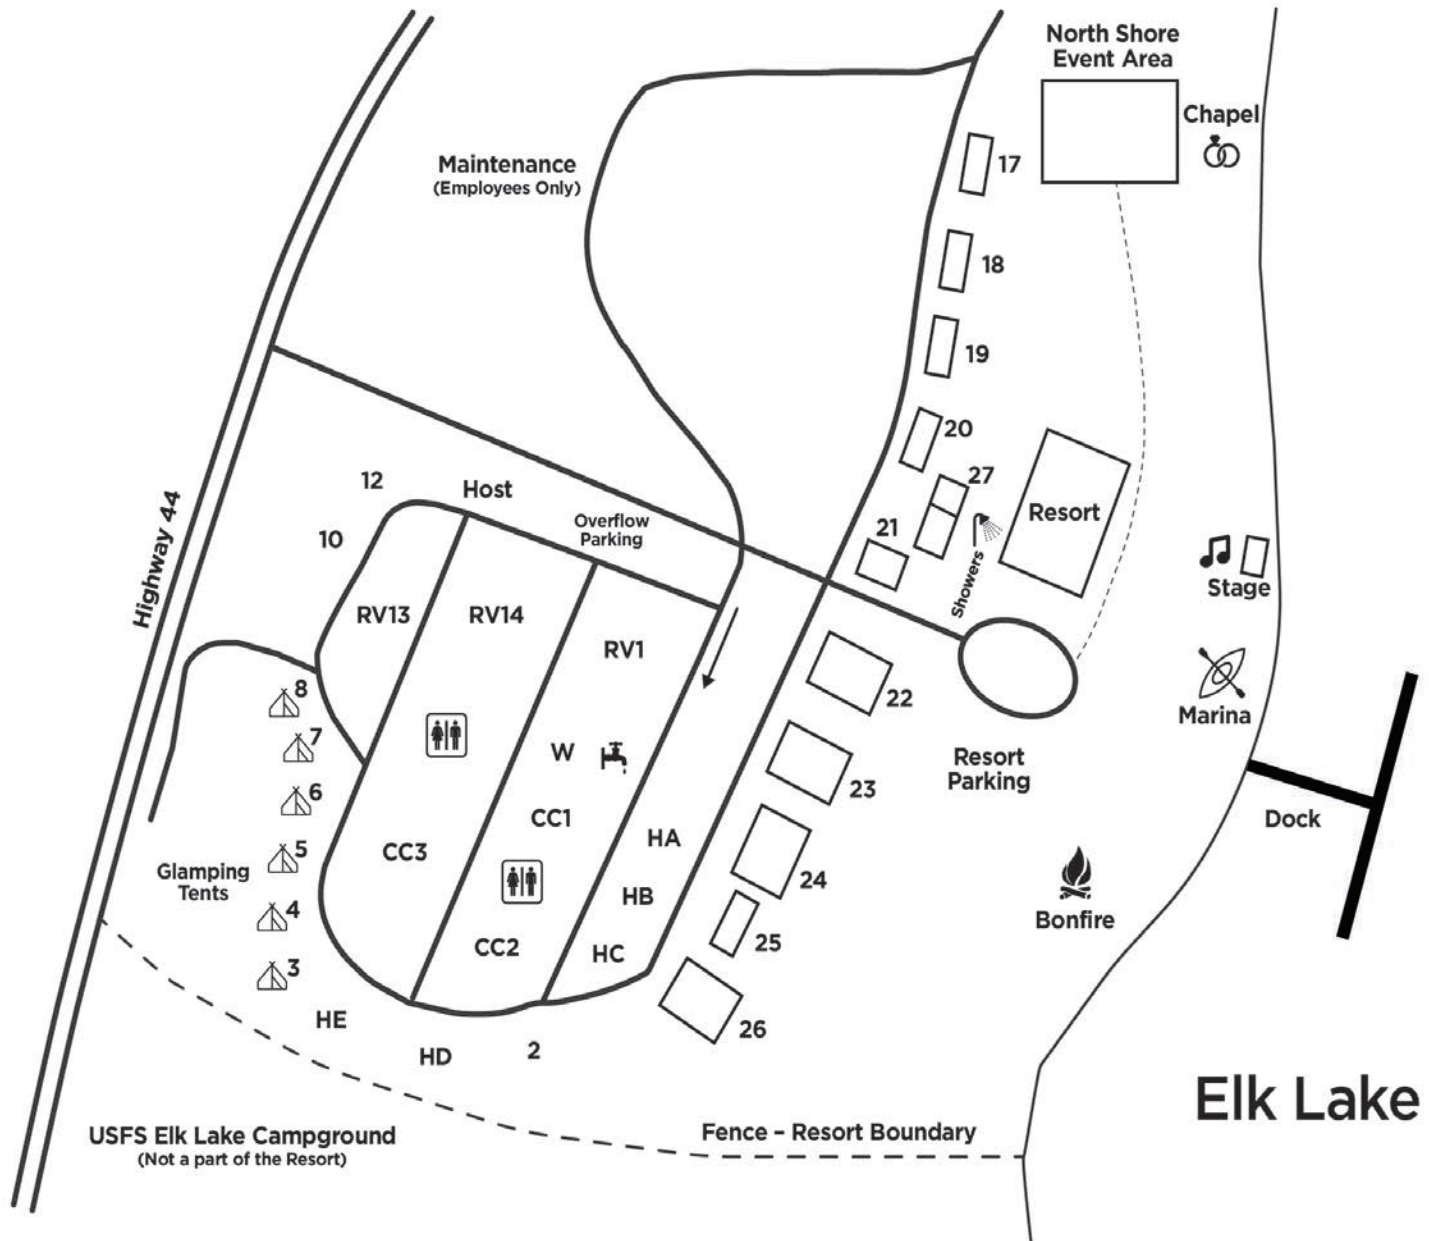 North Shore
Event Area
Chapel
Maintenance
(Employees Only)
17
18
19
20
27
21
Showers
Resort
12
Host
Overflow
Parking
10
Highway 44
Stage
RV13
RV14
RV1
8
7
6
5
4
3
Glamping
Tents
W
CC1
CC3
CC2
HA
HB
HC
22
23
24
25
26
Resort
Parking
Marina
Dock
Bonfire
HE
HD
2
Elk Lake
USFS Elk Lake Campground
(Not a part of the Resort)
Fence – Resort Boundary